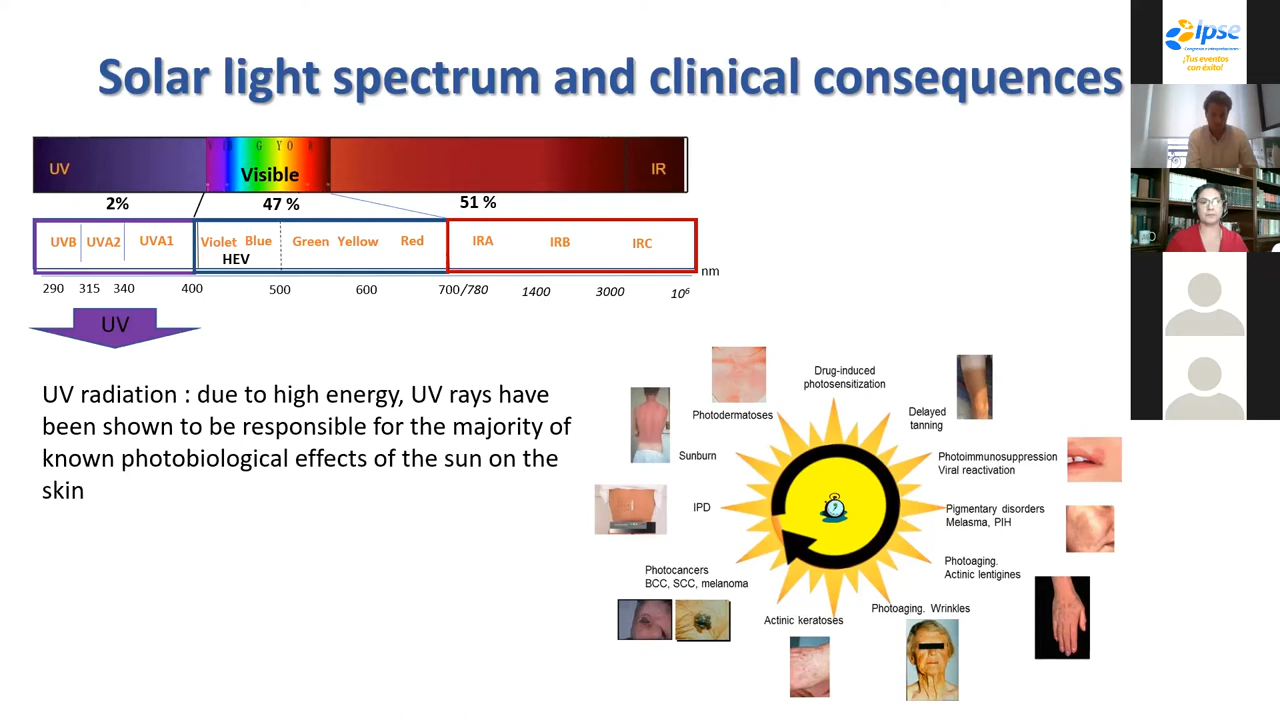 Solar light spectrum and clinical consequences
ipse
Congresos e interpretaciones
¡Tus eventos
con éxito!
G Y O
UV
Visible
IR
2%
47 %
51 %
UVB UVA2 UVA1 Violet Blue Green Yellow Red IRA IRB IRC
HEV
nm
290 315 340 400 500 600 700/780 1400 3000 10⁶
UV
UV radiation : due to high energy, UV rays have
been shown to be responsible for the majority of
known photobiological effects of the sun on the
skin
Drug-induced
photosensitization
Delayed
tanning
Photoimmunosuppression
Viral reactivation
Pigmentary disorders
Melasma, PIH
Photoaging.
Actinic lentigines
Photoaging. Wrinkles
Actinic keratoses
Photocancers
BCC, SCC, melanoma
IPD
Sunburn
Photodermatoses